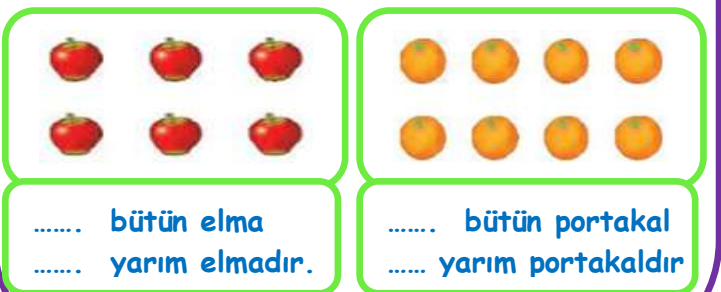 ……. bütün elma
……. yarım elmadır.
……. bütün portakal
…… yarım portakaldır